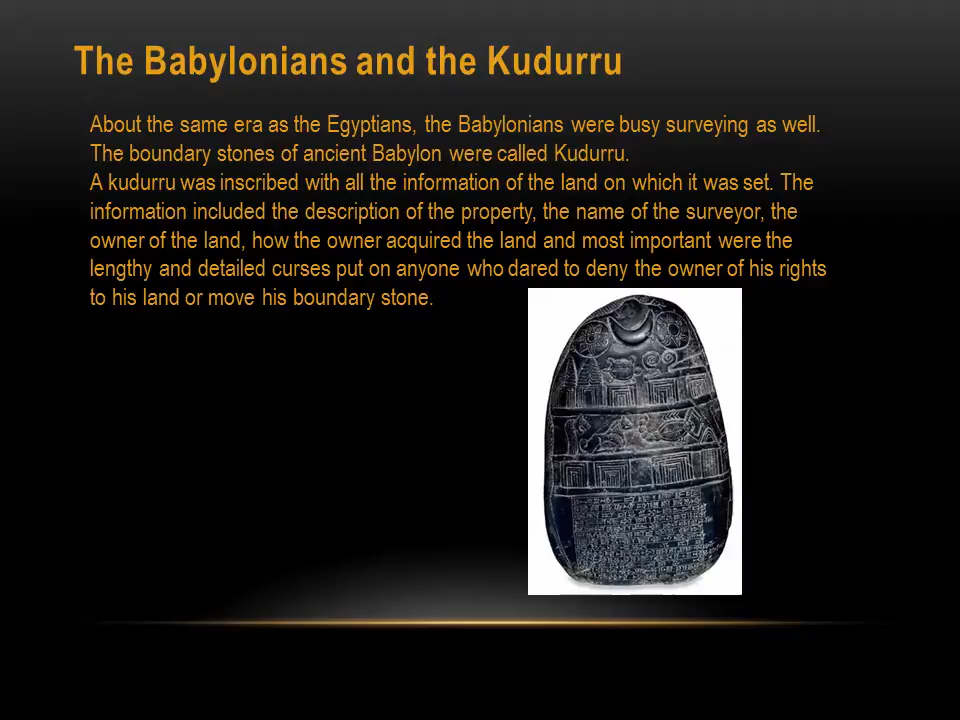 The Babylonians and the Kudurru
About the same era as the Egyptians, the Babylonians were busy surveying as well.
The boundary stones of ancient Babylon were called Kudurru.
A kudurru was inscribed with all the information of the land on which it was set. The
information included the description of the property, the name of the surveyor, the
owner of the land, how the owner acquired the land and most important were the
lengthy and detailed curses put on anyone who dared to deny the owner of his rights
to his land or move his boundary stone.